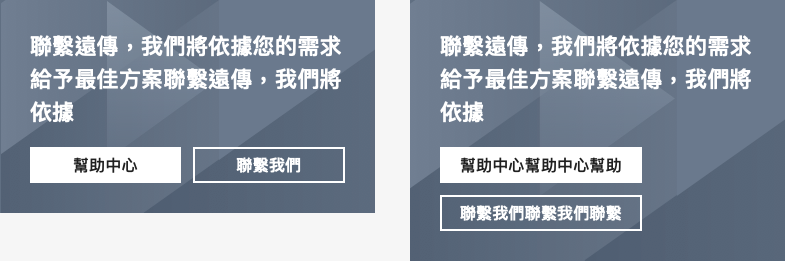 聯繫遠傳，我們將依據您的需求
給予最佳方案聯繫遠傳，我們將
依據
幫助中心
聯繫我們
聯繫遠傳，我們將依據您的需求
給予最佳方案聯繫遠傳，我們將
依據
幫助中心幫助中心幫助
聯繫我們聯繫我們聯繫